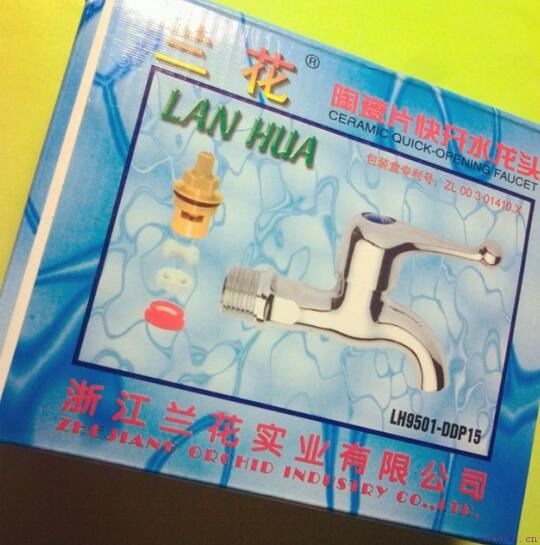 兰花®
LAN HUA
陶瓷片快开水龙头
CERAMIC QUICK-OPENING FAUCET
包装盒专利号：ZL 00 3 01410.X
LH9501-DDP15
浙江兰花实业有限公司
ZHEJIANG ORCHID INDUSTRY CO.,LTD.